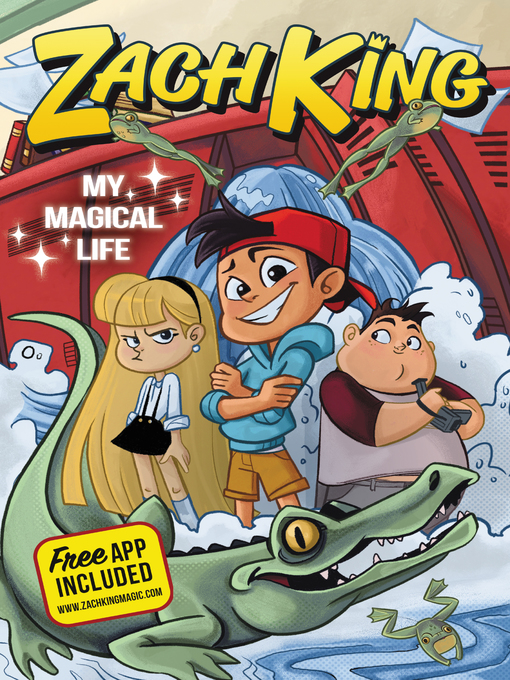 ZACH KING
MY
MAGICAL
LIFE
Free APP
INCLUDED
WWW.ZACHKINGMAGIC.COM